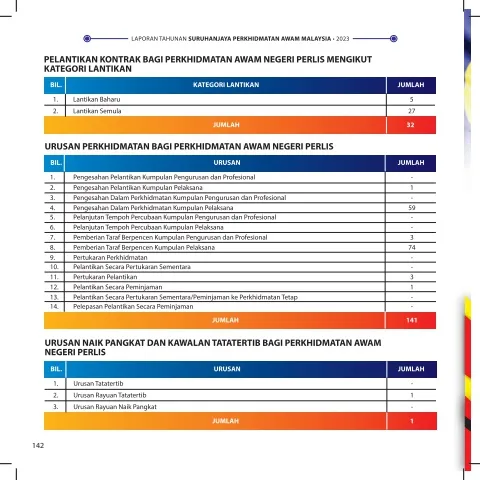 LAPORAN TAHUNAN SURUHANJAYA PERKHIDMATAN AWAM MALAYSIA • 2023
PELANTIKAN KONTRAK BAGI PERKHIDMATAN AWAM NEGERI PERLIS MENGIKUT
KATEGORI LANTIKAN
BIL. KATEGORI LANTIKAN JUMLAH
1. Lantikan Baharu 5
2. Lantikan Semula 27
JUMLAH 32
URUSAN PERKHIDMATAN BAGI PERKHIDMATAN AWAM NEGERI PERLIS
BIL. URUSAN JUMLAH
1. Pengesahan Pelantikan Kumpulan Pengurusan dan Profesional -
2. Pengesahan Pelantikan Kumpulan Pelaksana 1
3. Pengesahan Dalam Perkhidmatan Kumpulan Pengurusan dan Profesional -
4. Pengesahan Dalam Perkhidmatan Kumpulan Pelaksana 59
5. Pelanjutan Tempoh Percubaan Kumpulan Pengurusan dan Profesional -
6. Pelanjutan Tempoh Percubaan Kumpulan Pelaksana -
7. Pemberian Taraf Berpencen Kumpulan Pengurusan dan Profesional 3
8. Pemberian Taraf Berpencen Kumpulan Pelaksana 74
9. Pertukaran Perkhidmatan -
10. Pelantikan Secara Pertukaran Sementara -
11. Pertukaran Pelantikan 3
12. Pelantikan Secara Peminjaman 1
13. Pelantikan Secara Pertukaran Sementara/Peminjaman ke Perkhidmatan Tetap -
14. Pelepasan Pelantikan Secara Peminjaman -
JUMLAH 141
URUSAN NAIK PANGKAT DAN KAWALAN TATATERTIB BAGI PERKHIDMATAN AWAM
NEGERI PERLIS
BIL. URUSAN JUMLAH
1. Urusan Tatatertib -
2. Urusan Rayuan Tatatertib 1
3. Urusan Rayuan Naik Pangkat -
JUMLAH 1
142